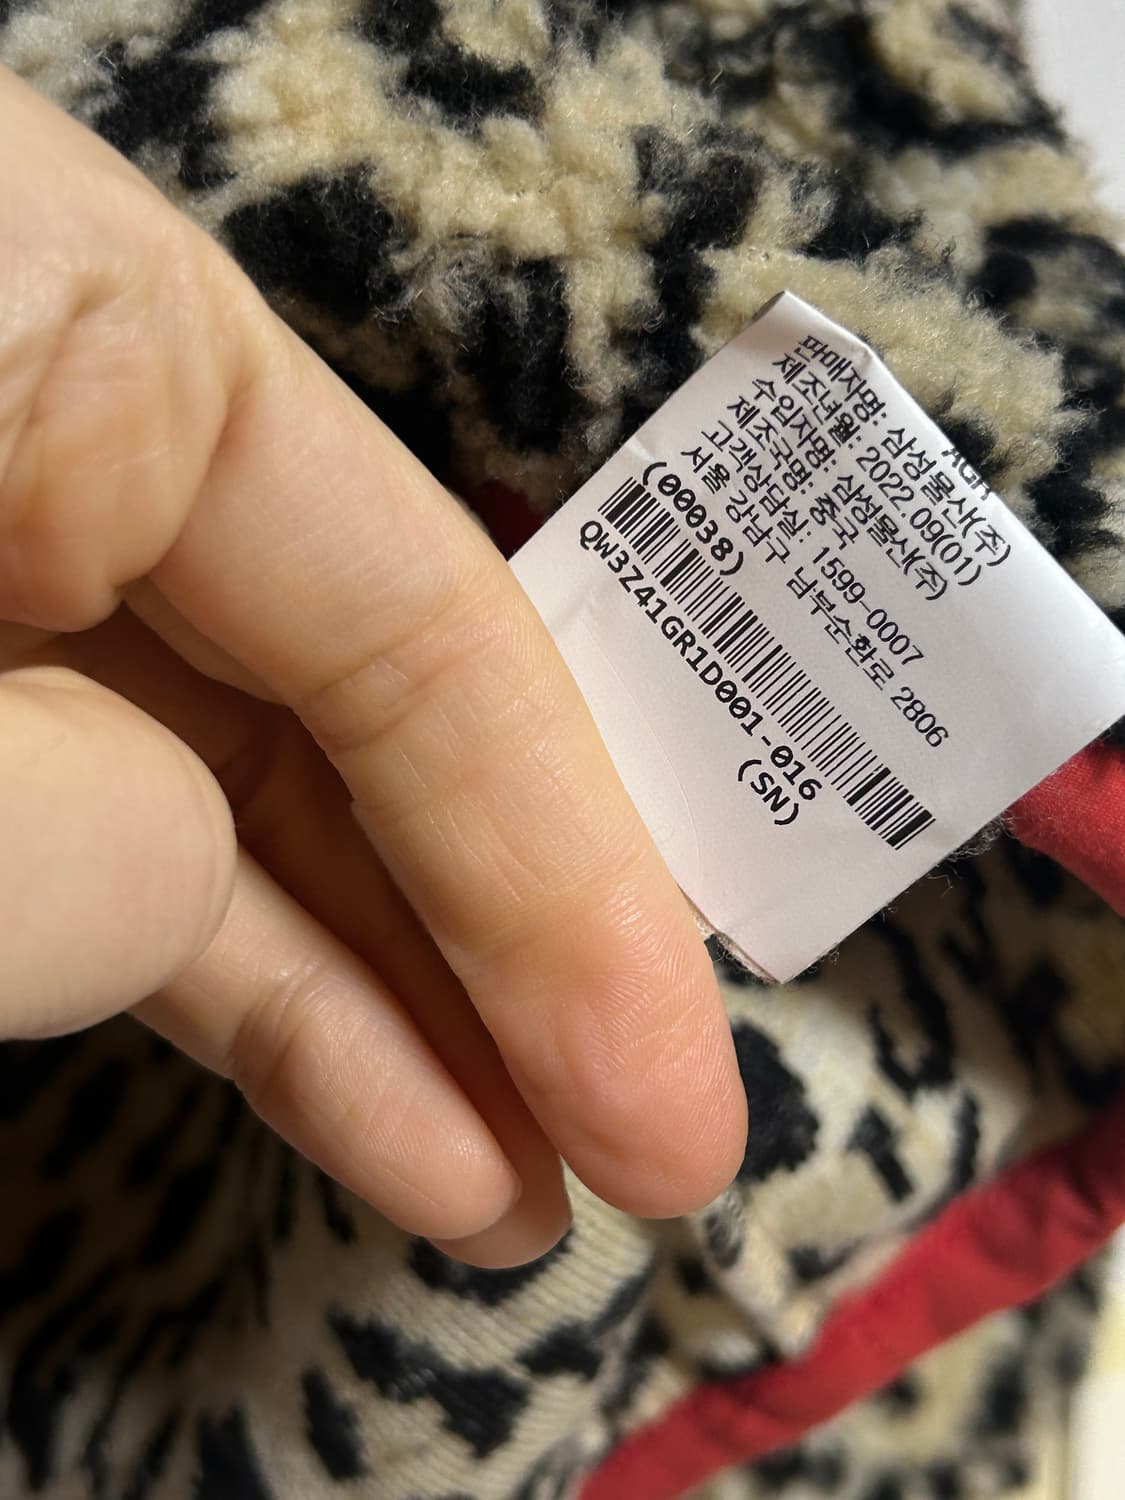 AGR
판매자명: 삼성물산(주)
제조년월: 2022.09(01)
수입자명: 삼성물산(주)
제조국명: 중국
고객상담실: 1599-0007
서울 강남구 남부순환로 2806
(00038)
QW3Z41GR1D001-016
(SN)